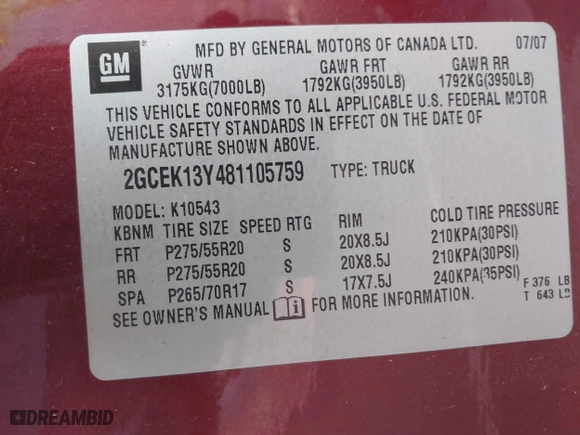 GM
MFD BY GENERAL MOTORS OF CANADA LTD. 07/07
GVWR GAWR FRT GAWR RR
3175KG(7000LB) 1792KG(3950LB) 1792KG(3950LB)
THIS VEHICLE CONFORMS TO ALL APPLICABLE U.S. FEDERAL MOTOR
VEHICLE SAFETY STANDARDS IN EFFECT ON THE DATE OF
MANUFACTURE SHOWN ABOVE.
2GCEK13Y481105759 TYPE: TRUCK
MODEL: K10543
KBNM TIRE SIZE SPEED RTG RIM COLD TIRE PRESSURE
FRT P275/55R20 S 20X8.5J 210KPA(30PSI)
RR P275/55R20 S 20X8.5J 210KPA(30PSI)
SPA P265/70R17 S 17X7.5J 240KPA(35PSI) F 376 LB
T 643 LB
SEE OWNER'S MANUAL FOR MORE INFORMATION.
DREAMBID